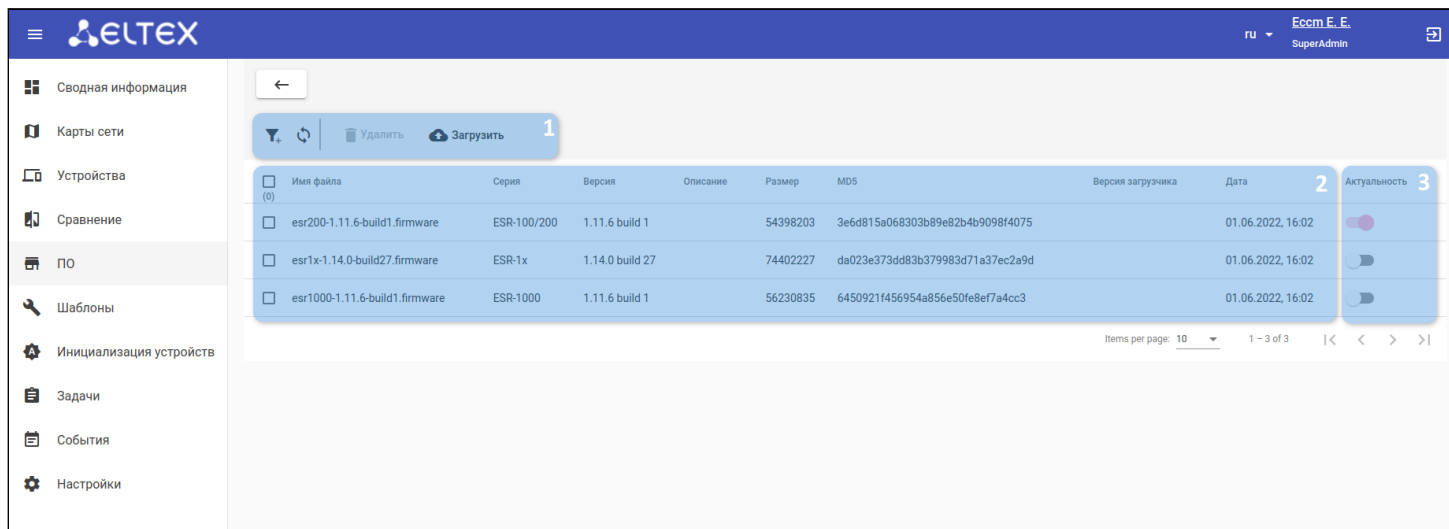 ELTEX
ru
Eccm E. E.
SuperAdmin
Сводная информация
Карты сети
Устройства
Сравнение
ПО
Шаблоны
Инициализация устройств
Задачи
События
Настройки
Удалить Загрузить 1
(0) Имя файла Серия Версия Описание Размер MD5 Версия загрузчика Дата 2 Актуальность 3
esr200-1.11.6-build1.firmware ESR-100/200 1.11.6 build 1 54398203 3e6d815a068303b89e82b4b9098f4075 01.06.2022, 16:02
esr1x-1.14.0-build27.firmware ESR-1x 1.14.0 build 27 74402227 da023e373dd83b379983d71a37ec2a9d 01.06.2022, 16:02
esr1000-1.11.6-build1.firmware ESR-1000 1.11.6 build 1 56230835 6450921f456954a856e50fe8ef7a4cc3 01.06.2022, 16:02
Items per page: 10 1 – 3 of 3